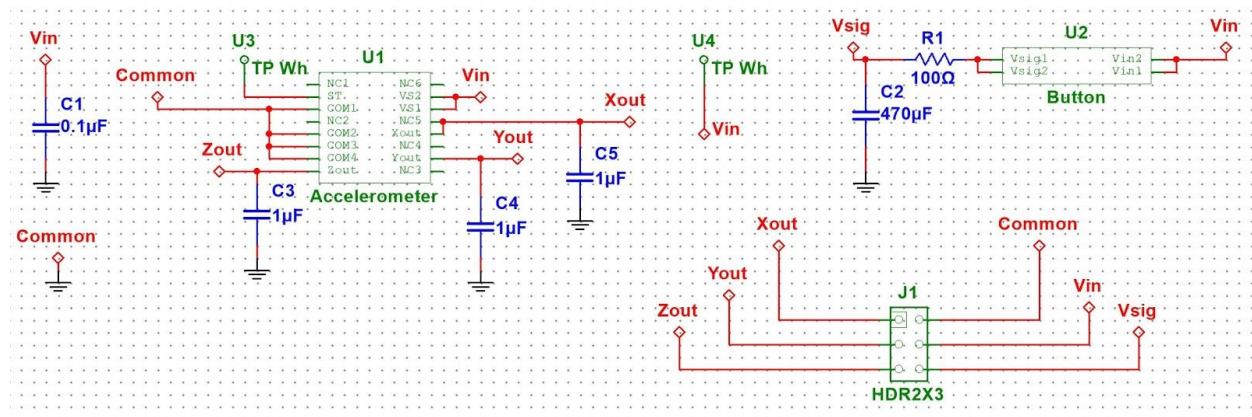 Vin
C1
0.1µF
Common
Common
U3
TP Wh
U1
NC1
ST.
COM1
NC2
COM2
COM3
COM4
Zout
NC6
VS2
VS1
NC5
Xout
NC4
Yout
NC3
Accelerometer
Vin
Xout
Yout
Zout
C3
1µF
C4
1µF
C5
1µF
U4
TP Wh
Vin
Vsig
R1
100Ω
C2
470µF
U2
Vsig1
Vsig2
Vin2
Vin1
Button
Vin
Xout
Yout
Zout
Common
Vin
Vsig
J1
HDR2X3